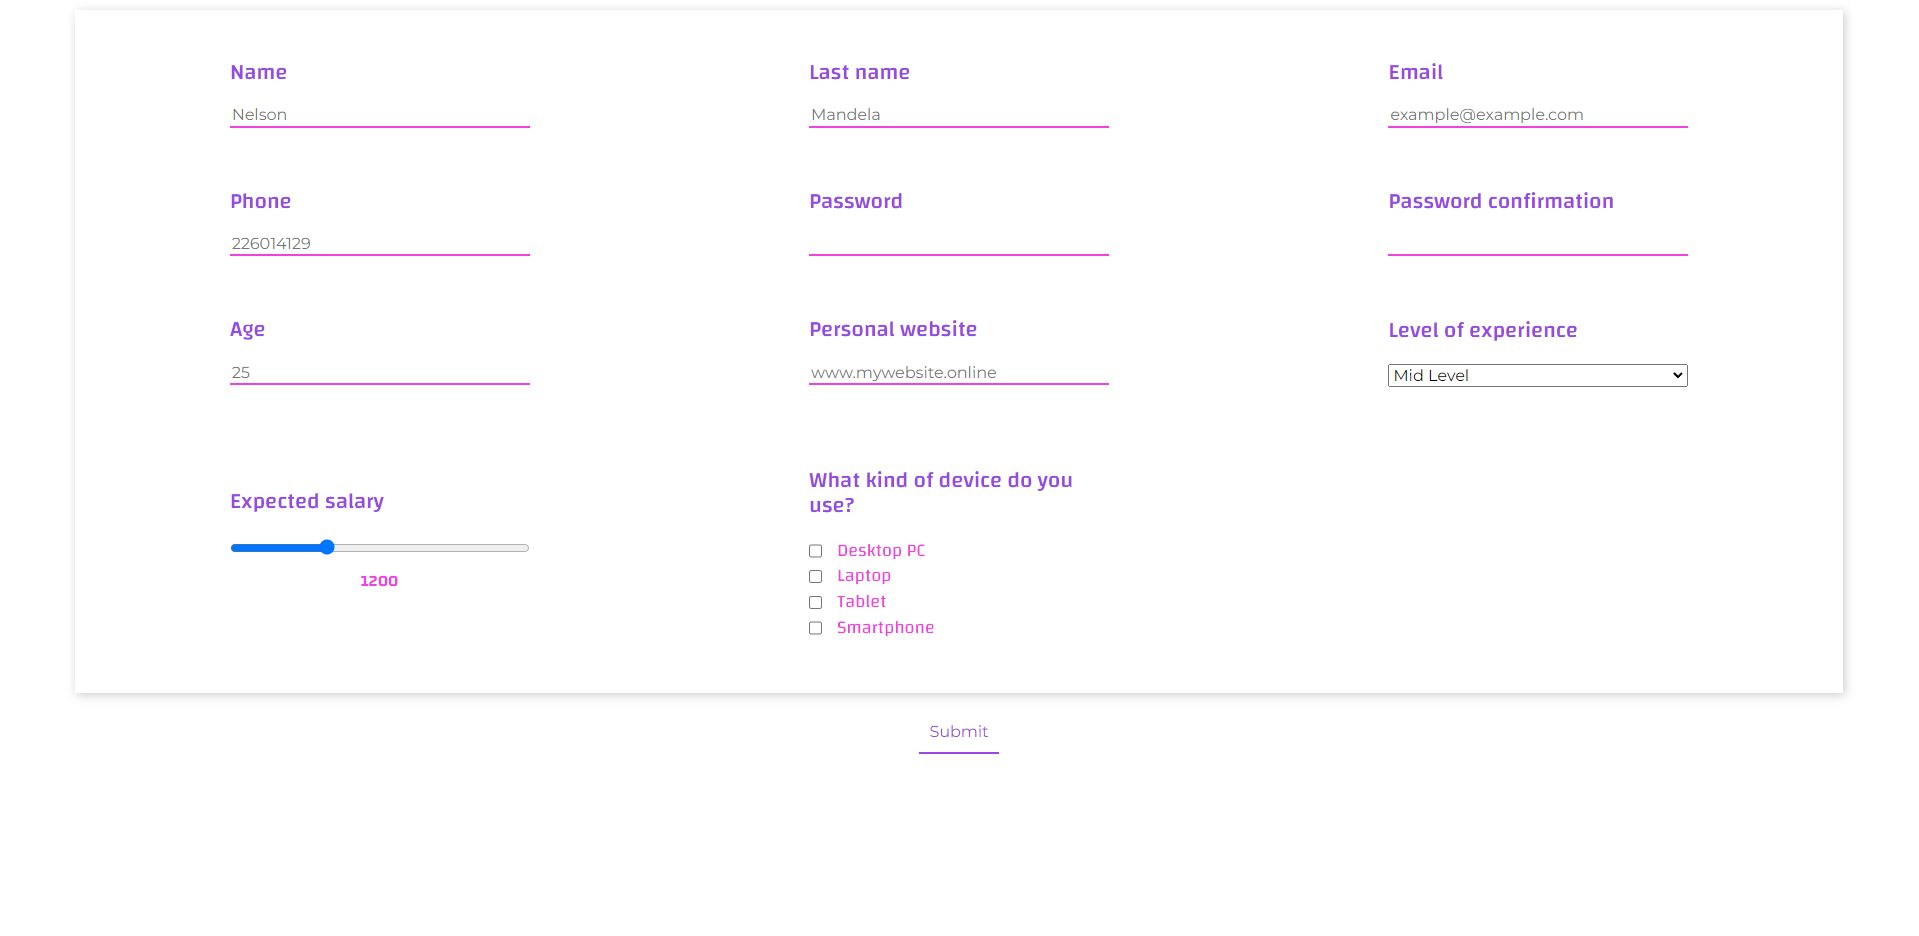 Name
Nelson
Last name
Mandela
Email
example@example.com
Phone
226014129
Password
Password confirmation
Age
25
Personal website
www.mywebsite.online
Level of experience
Mid Level
Expected salary
1200
What kind of device do you
use?
Desktop PC
Laptop
Tablet
Smartphone
Submit